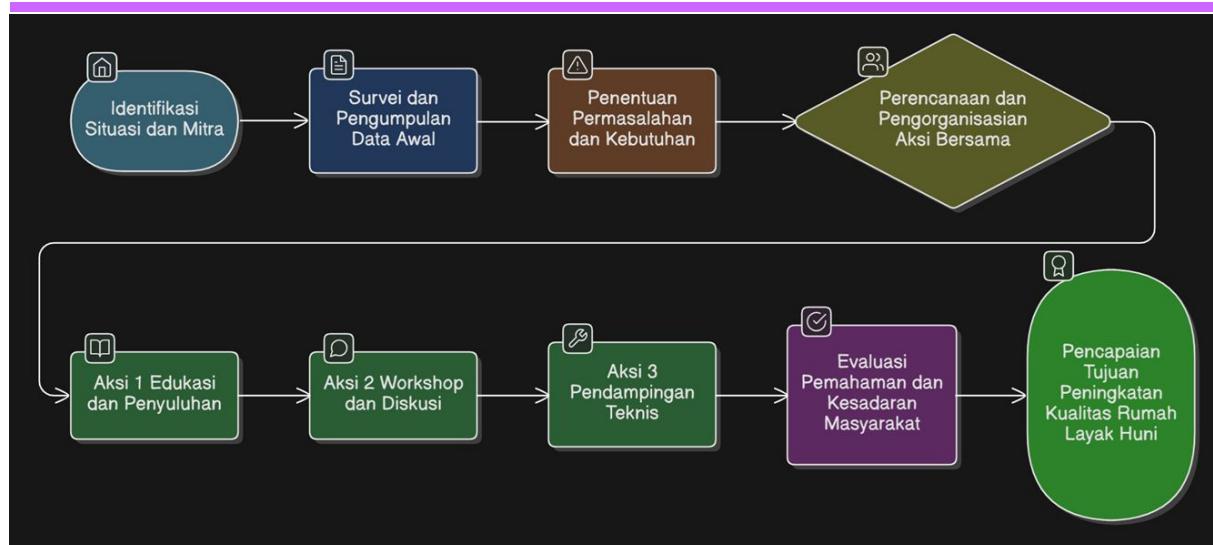 Identifikasi
Situasi dan Mitra
Survei dan
Pengumpulan
Data Awal
Penentuan
Permasalahan
dan Kebutuhan
Perencanaan dan
Pengorganisasian
Aksi Bersama
Aksi 1 Edukasi
dan Penyuluhan
Aksi 2 Workshop
dan Diskusi
Aksi 3
Pendampingan
Teknis
Evaluasi
Pemahaman dan
Kesadaran
Masyarakat
Pencapaian
Tujuan
Peningkatan
Kualitas Rumah
Layak Huni